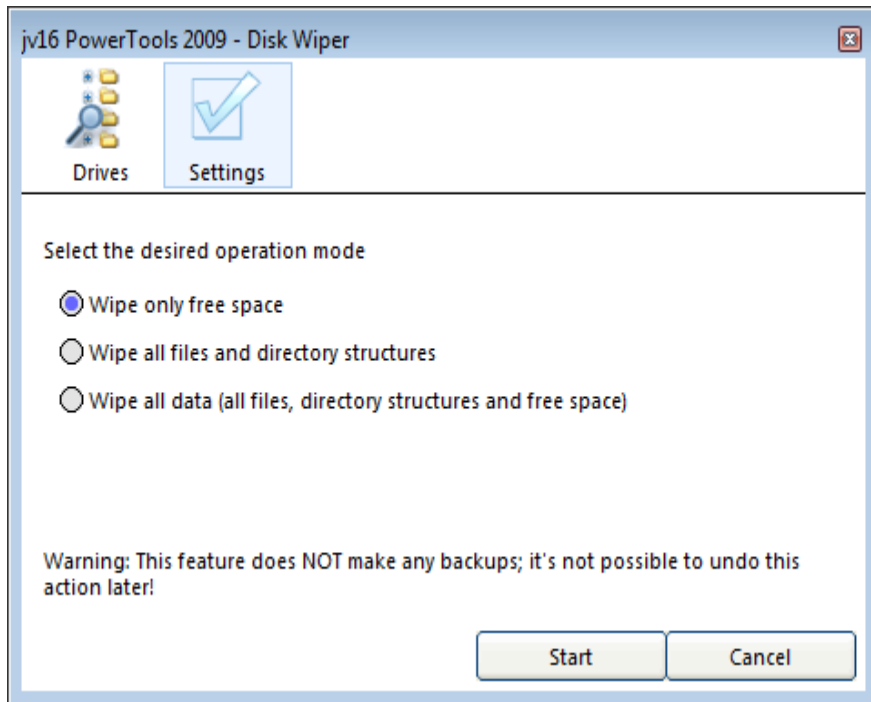 jv16 PowerTools 2009 - Disk Wiper
Drives
Settings
Select the desired operation mode
Wipe only free space
Wipe all files and directory structures
Wipe all data (all files, directory structures and free space)
Warning: This feature does NOT make any backups; it's not possible to undo this
action later!
Start
Cancel